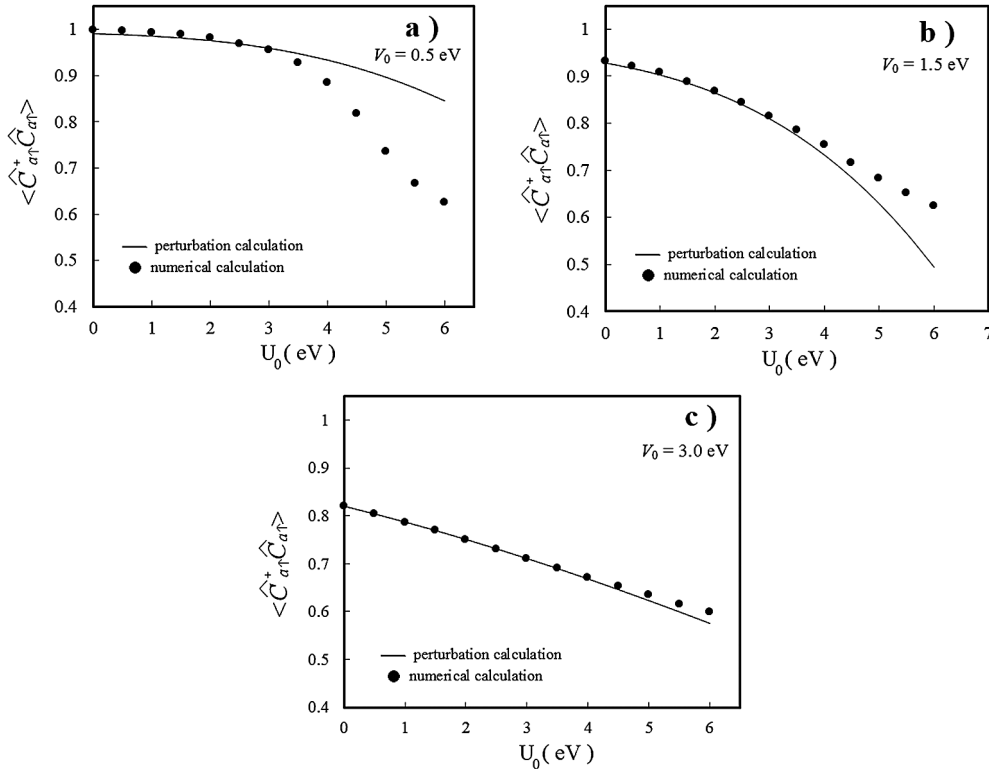 a )
V₀ = 0.5 eV
1
0.9
0.8
0.7
0.6
0.5
0.4
<Ĉ⁺a↑Ĉa↑>
perturbation calculation
numerical calculation
0 1 2 3 4 5 6
U₀( eV )
b )
V₀ = 1.5 eV
1
0.9
0.8
0.7
0.6
0.5
0.4
<Ĉ⁺a↑Ĉa↑>
perturbation calculation
numerical calculation
0 1 2 3 4 5 6 7
U₀( eV )
c )
V₀ = 3.0 eV
1
0.9
0.8
0.7
0.6
0.5
0.4
<Ĉ⁺a↑Ĉa↑>
perturbation calculation
numerical calculation
0 1 2 3 4 5 6
U₀( eV )